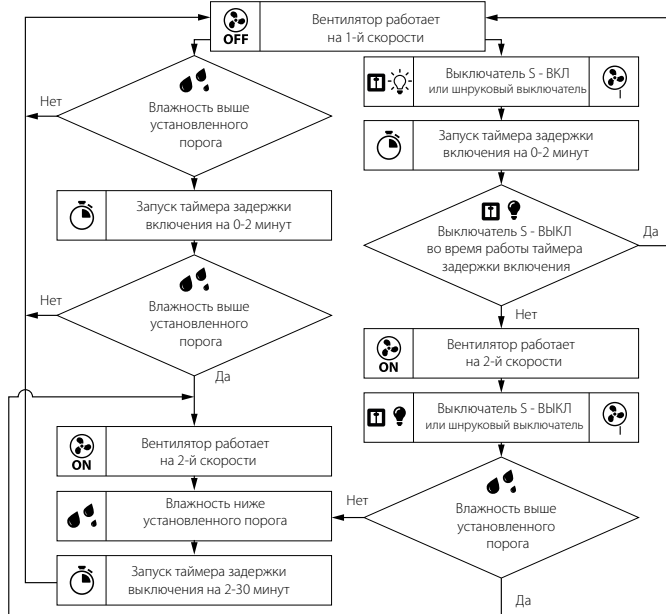 OFF
Вентилятор работает
на 1-й скорости
Нет
Влажность выше
установленного
порога
Запуск таймера задержки
включения на 0-2 минут
Нет
Влажность выше
установленного
порога
Да
ON
Вентилятор работает
на 2-й скорости
Влажность ниже
установленного порога
Запуск таймера задержки
выключения на 2-30 минут
Выключатель S - ВКЛ
или шнуровый выключатель
Запуск таймера задержки
включения на 0-2 минут
Выключатель S - ВЫКЛ
во время работы таймера
задержки включения
Да
Нет
ON
Вентилятор работает
на 2-й скорости
Выключатель S - ВЫКЛ
или шнуровый выключатель
Нет
Влажность выше
установленного
порога
Да